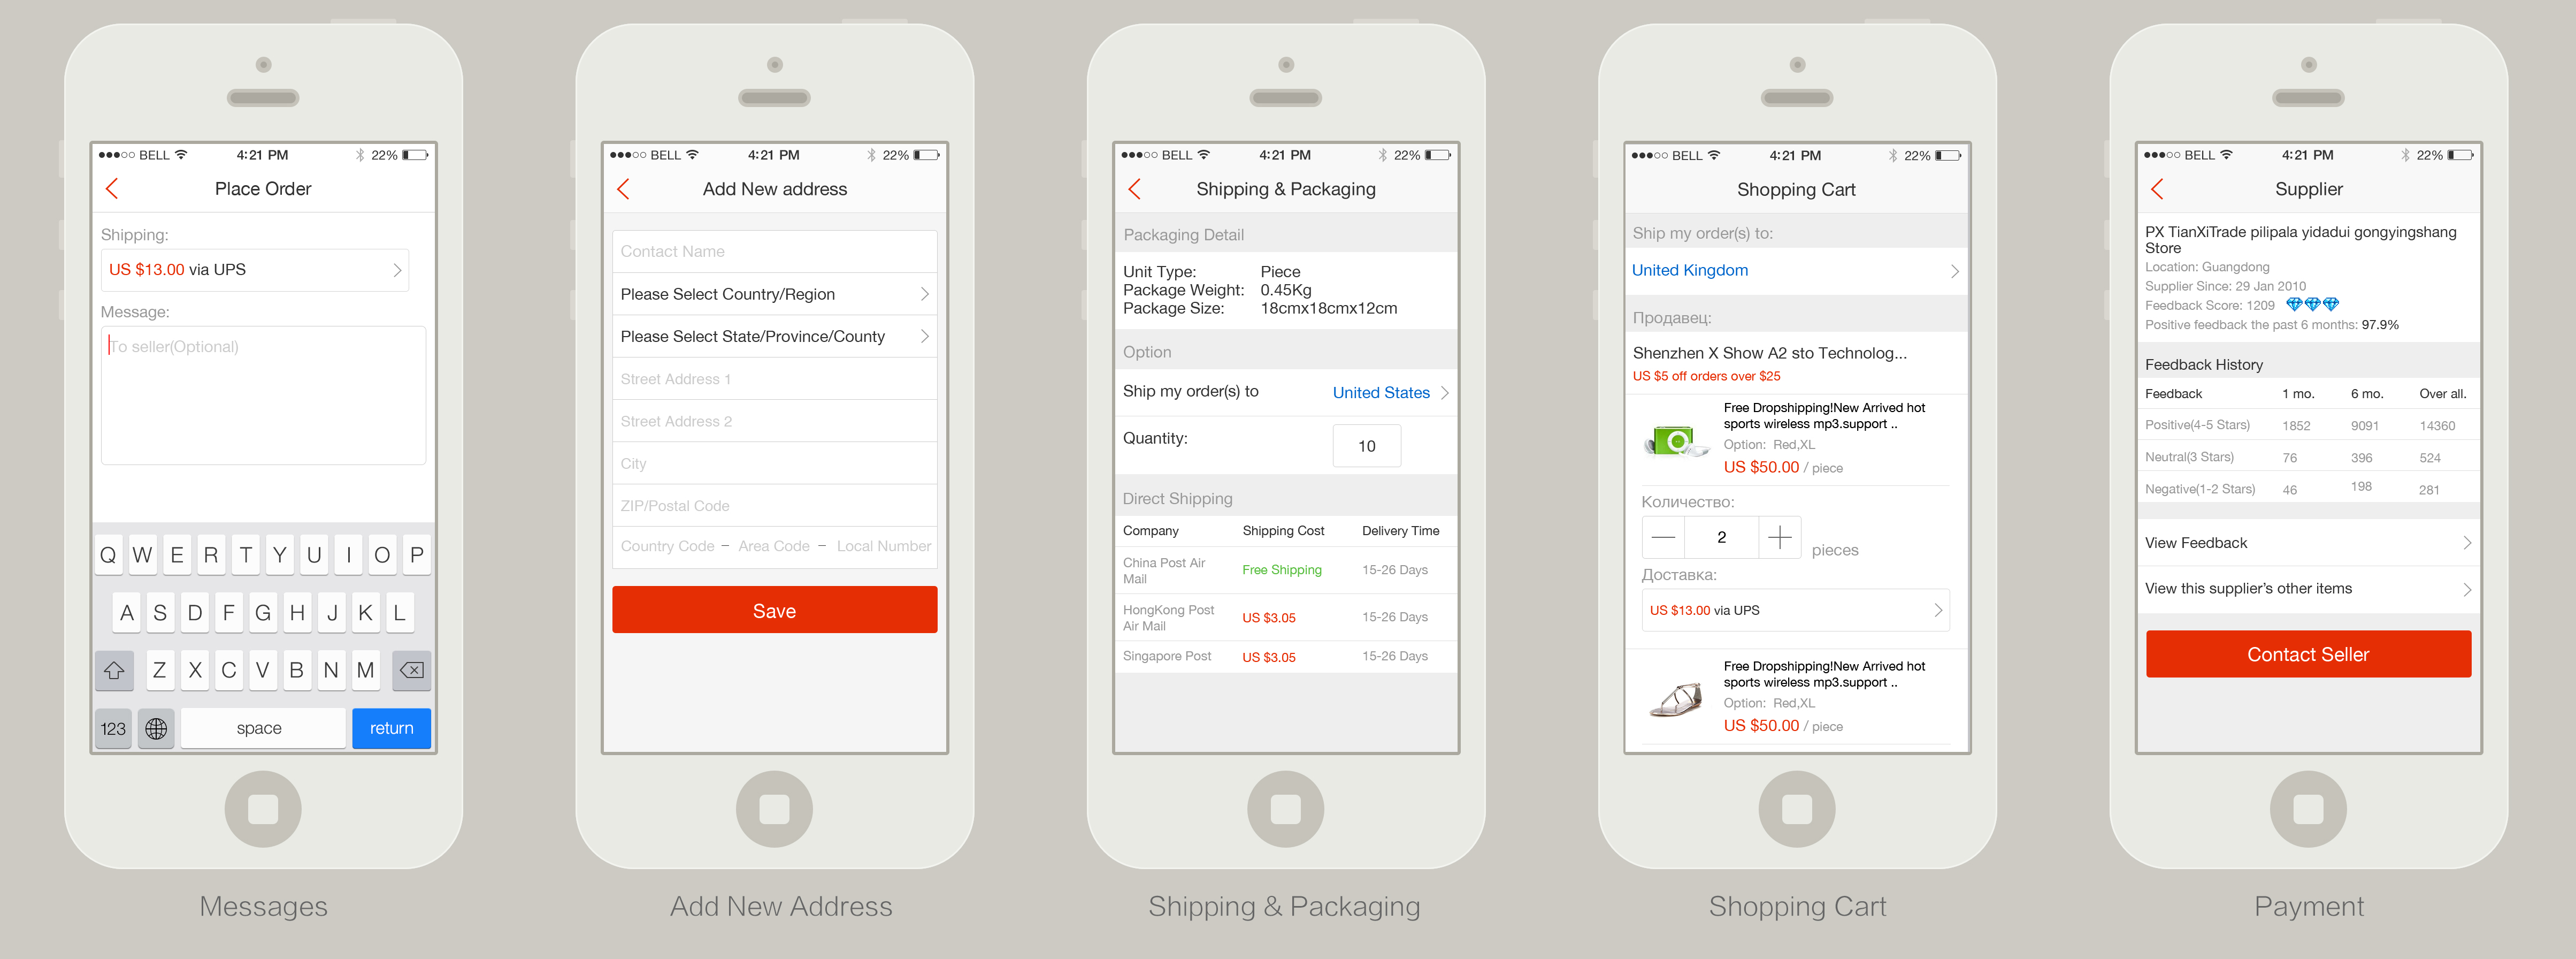 BELL 4:21 PM 22%
Place Order
Shipping:
US $13.00 via UPS
Message:
To seller(Optional)
Q W E R T Y U I O P
A S D F G H J K L
Z X C V B N M
123 space return
Messages
BELL 4:21 PM 22%
Add New address
Contact Name
Please Select Country/Region
Please Select State/Province/County
Street Address 1
Street Address 2
City
ZIP/Postal Code
Country Code – Area Code – Local Number
Save
Add New Address
BELL 4:21 PM 22%
Shipping & Packaging
Packaging Detail
Unit Type: Piece
Package Weight: 0.45Kg
Package Size: 18cmx18cmx12cm
Option
Ship my order(s) to United States
Quantity: 10
Direct Shipping
Company Shipping Cost Delivery Time
China Post Air
Mail
Free Shipping 15-26 Days
HongKong Post
Air Mail
US $3.05 15-26 Days
Singapore Post US $3.05 15-26 Days
Shipping & Packaging
BELL 4:21 PM 22%
Shopping Cart
Ship my order(s) to:
United Kingdom
Продавец:
Shenzhen X Show A2 sto Technolog...
US $5 off orders over $25
Free Dropshipping!New Arrived hot
sports wireless mp3.support ..
Option: Red,XL
US $50.00 / piece
Количество:
2 pieces
Доставка:
US $13.00 via UPS
Free Dropshipping!New Arrived hot
sports wireless mp3.support ..
Option: Red,XL
US $50.00 / piece
Shopping Cart
BELL 4:21 PM 22%
Supplier
PX TianXiTrade pilipala yidadui gongyingshang
Store
Location: Guangdong
Supplier Since: 29 Jan 2010
Feedback Score: 1209
Positive feedback the past 6 months: 97.9%
Feedback History
Feedback 1 mo. 6 mo. Over all.
Positive(4-5 Stars) 1852 9091 14360
Neutral(3 Stars) 76 396 524
Negative(1-2 Stars) 46 198 281
View Feedback
View this supplier's other items
Contact Seller
Payment